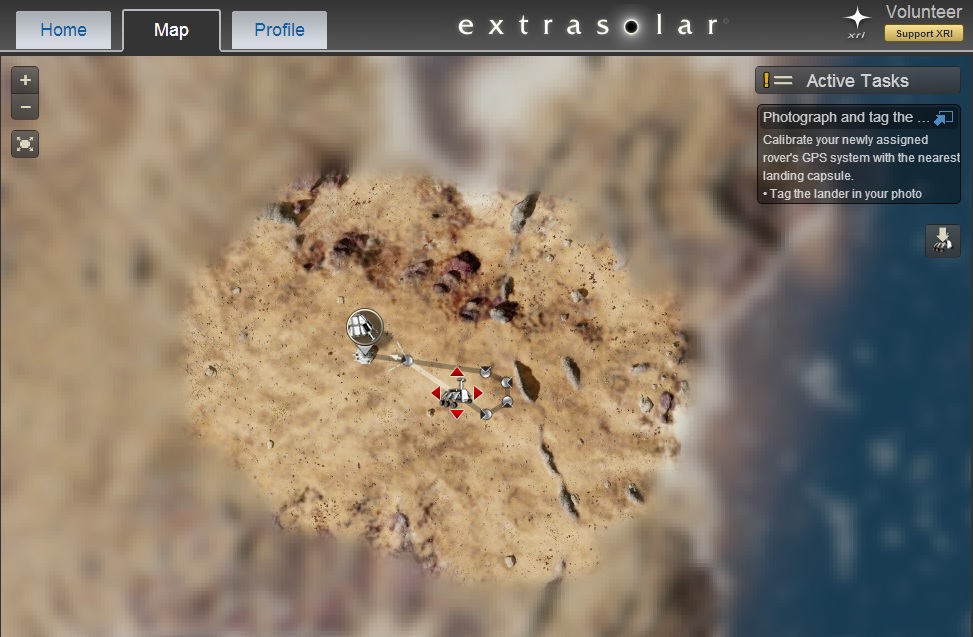 Home
Map
Profile
extrasolar
xri
Volunteer
Support XRI
+
−
! Active Tasks
Photograph and tag the ...
Calibrate your newly assigned
rover's GPS system with the nearest
landing capsule.
• Tag the lander in your photo